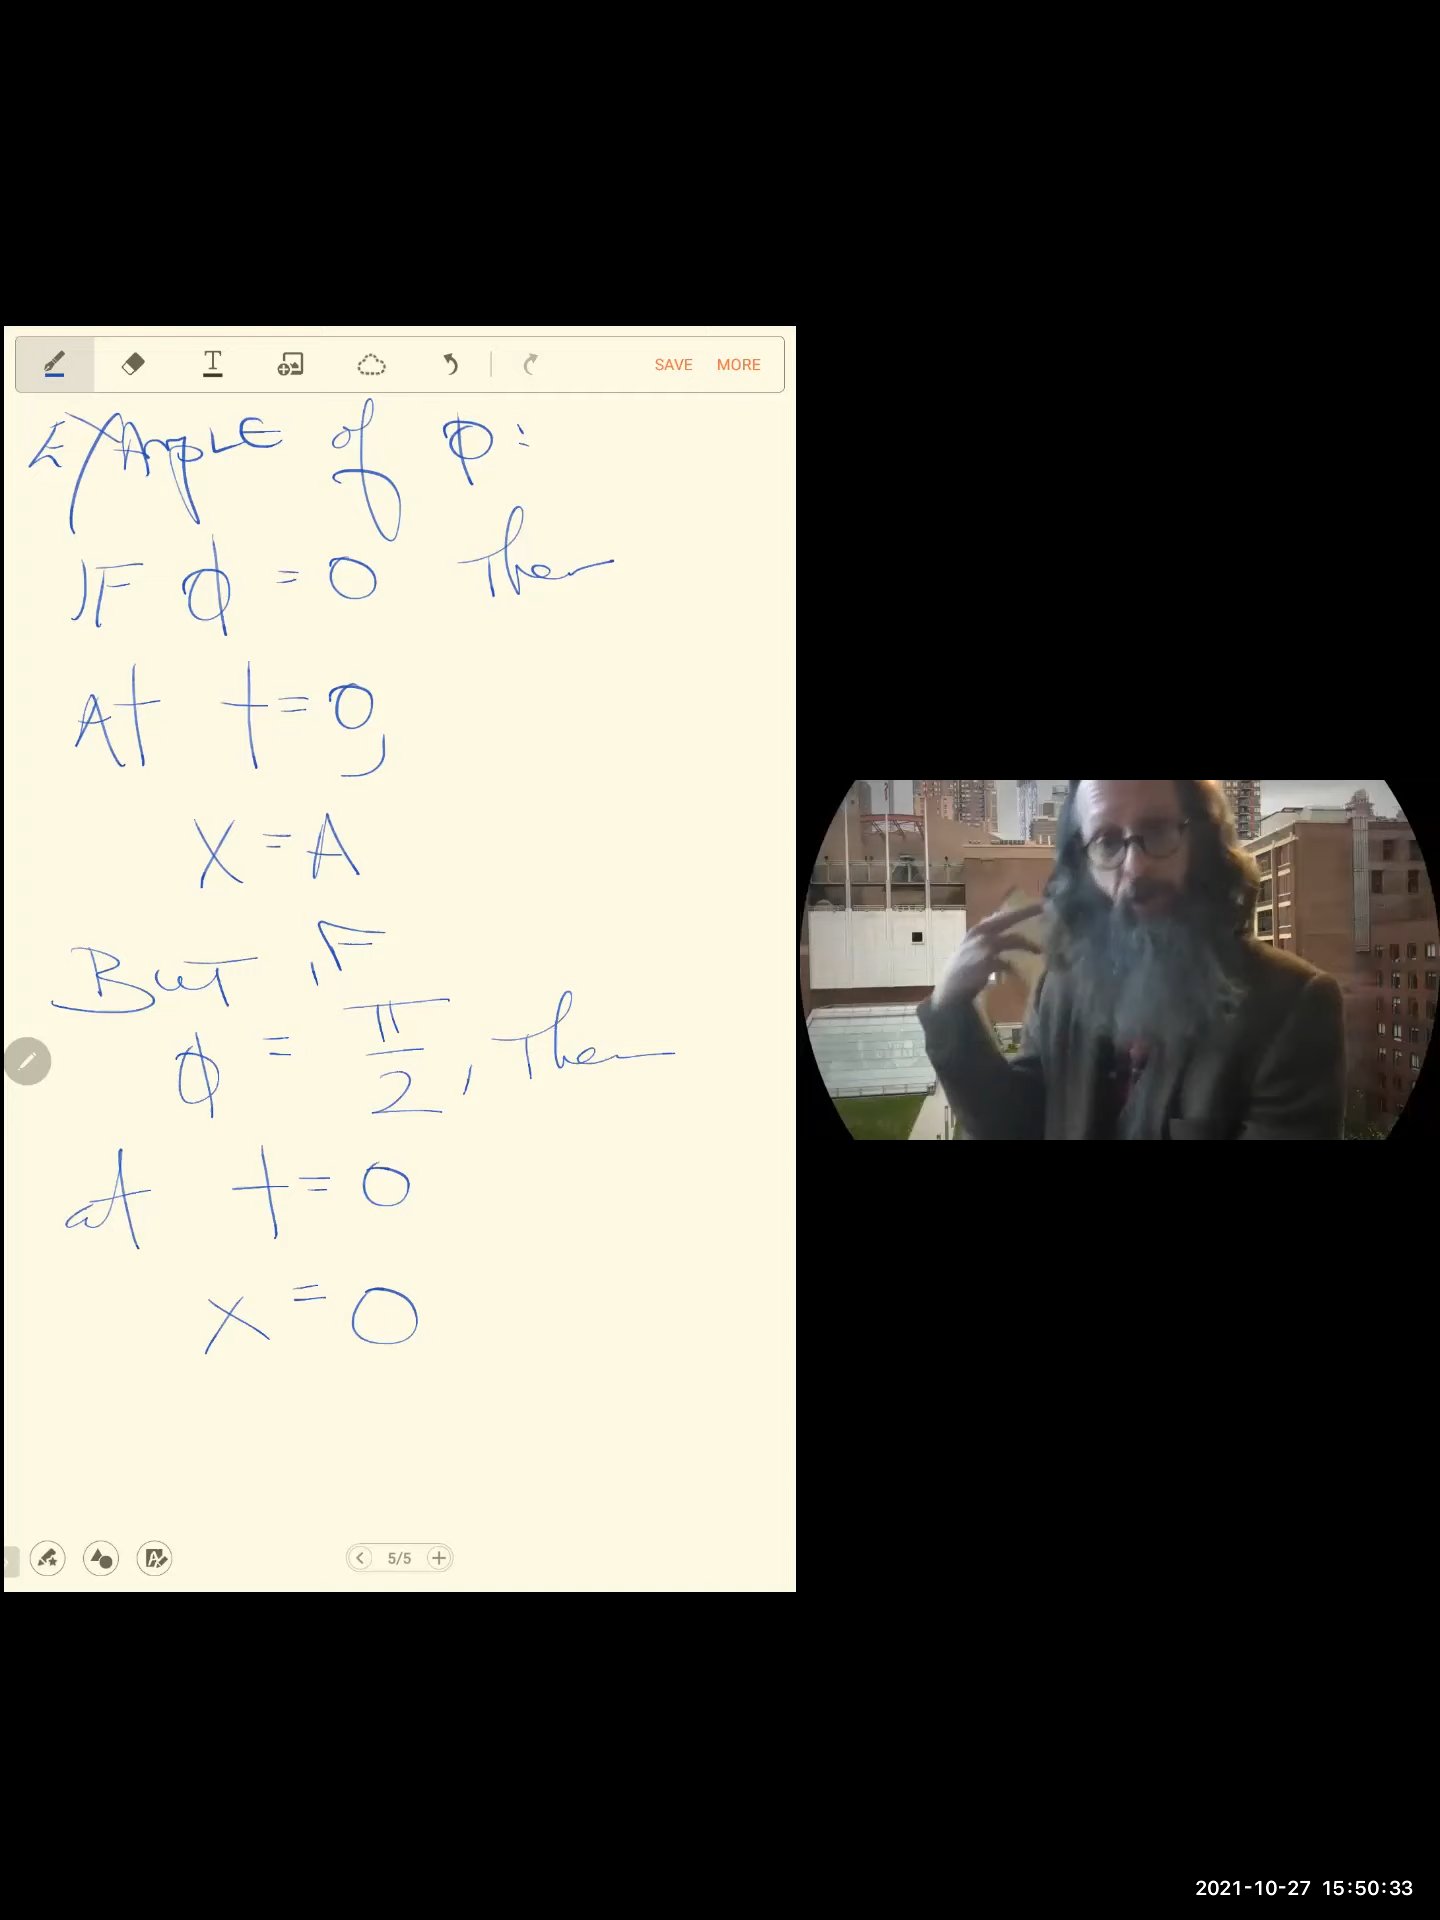 SAVE MORE
EXAMPLE of φ:
IF φ = 0 Then
At t = 0,
x = A
But IF
φ = π/2, Then
at t = 0
x = 0
5/5
2021-10-27 15:50:33